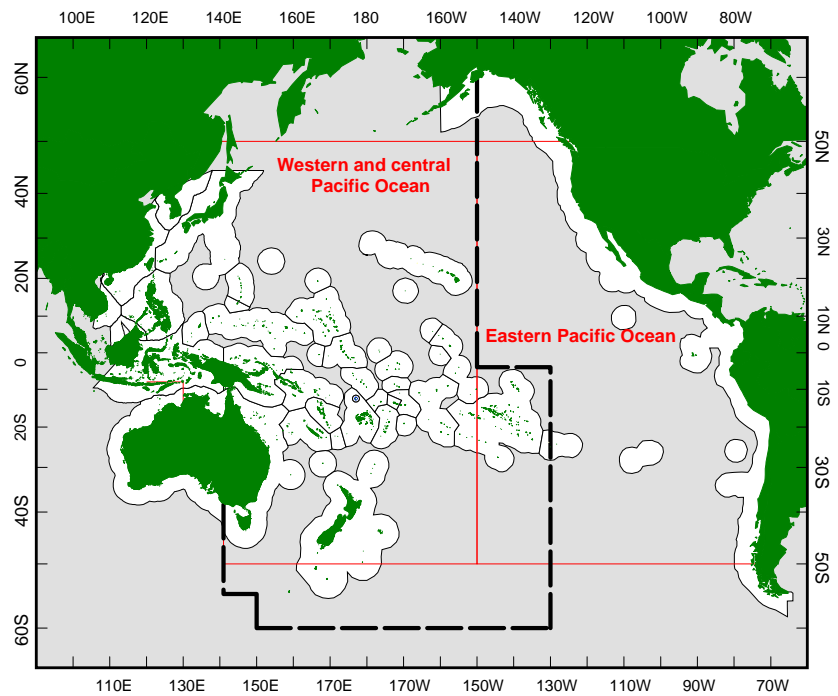 100E 120E 140E 160E 180 160W 140W 120W 100W 80W
60N
50N
Western and central
Pacific Ocean
40N
30N
20N
10N
Eastern Pacific Ocean
0
0
10S
20S
30S
40S
50S
60S
110E 130E 150E 170E 170W 150W 130W 110W 90W 70W